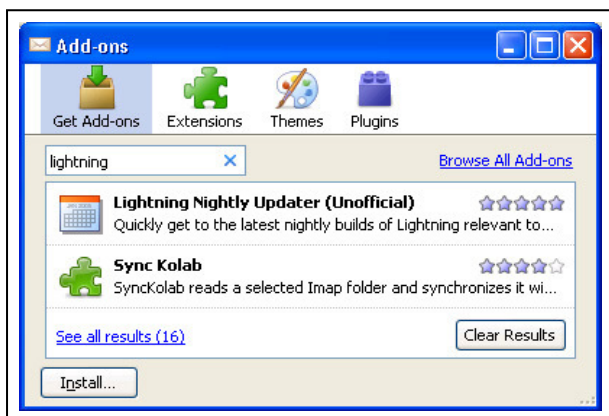 Add-ons
Get Add-ons Extensions Themes Plugins
lightning Browse All Add-ons
Lightning Nightly Updater (Unofficial)
Quickly get to the latest nightly builds of Lightning relevant to...
Sync Kolab
SyncKolab reads a selected Imap folder and synchronizes it wi...
See all results (16) Clear Results
Install...